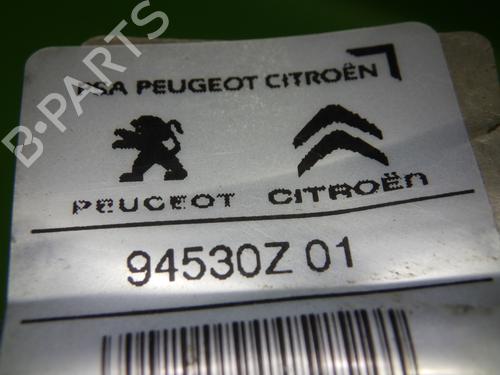 PSA PEUGEOT CITROËN
PEUGEOT CITROËN
94530Z 01
B-PARTS